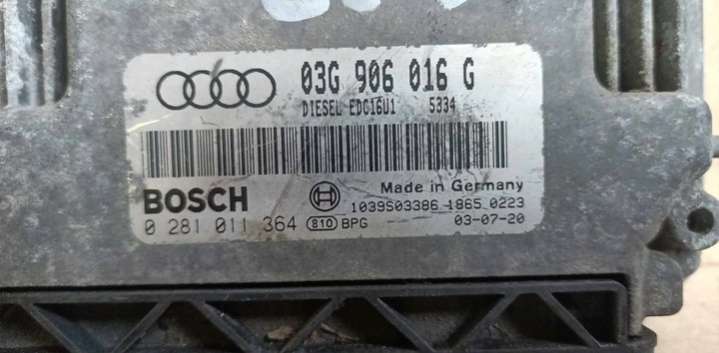 03G 906 016 G
DIESEL EDC16U1 5334
BOSCH
Made in Germany
1039S03386 1865 0223
0 281 011 364 810 BPG 03-07-20